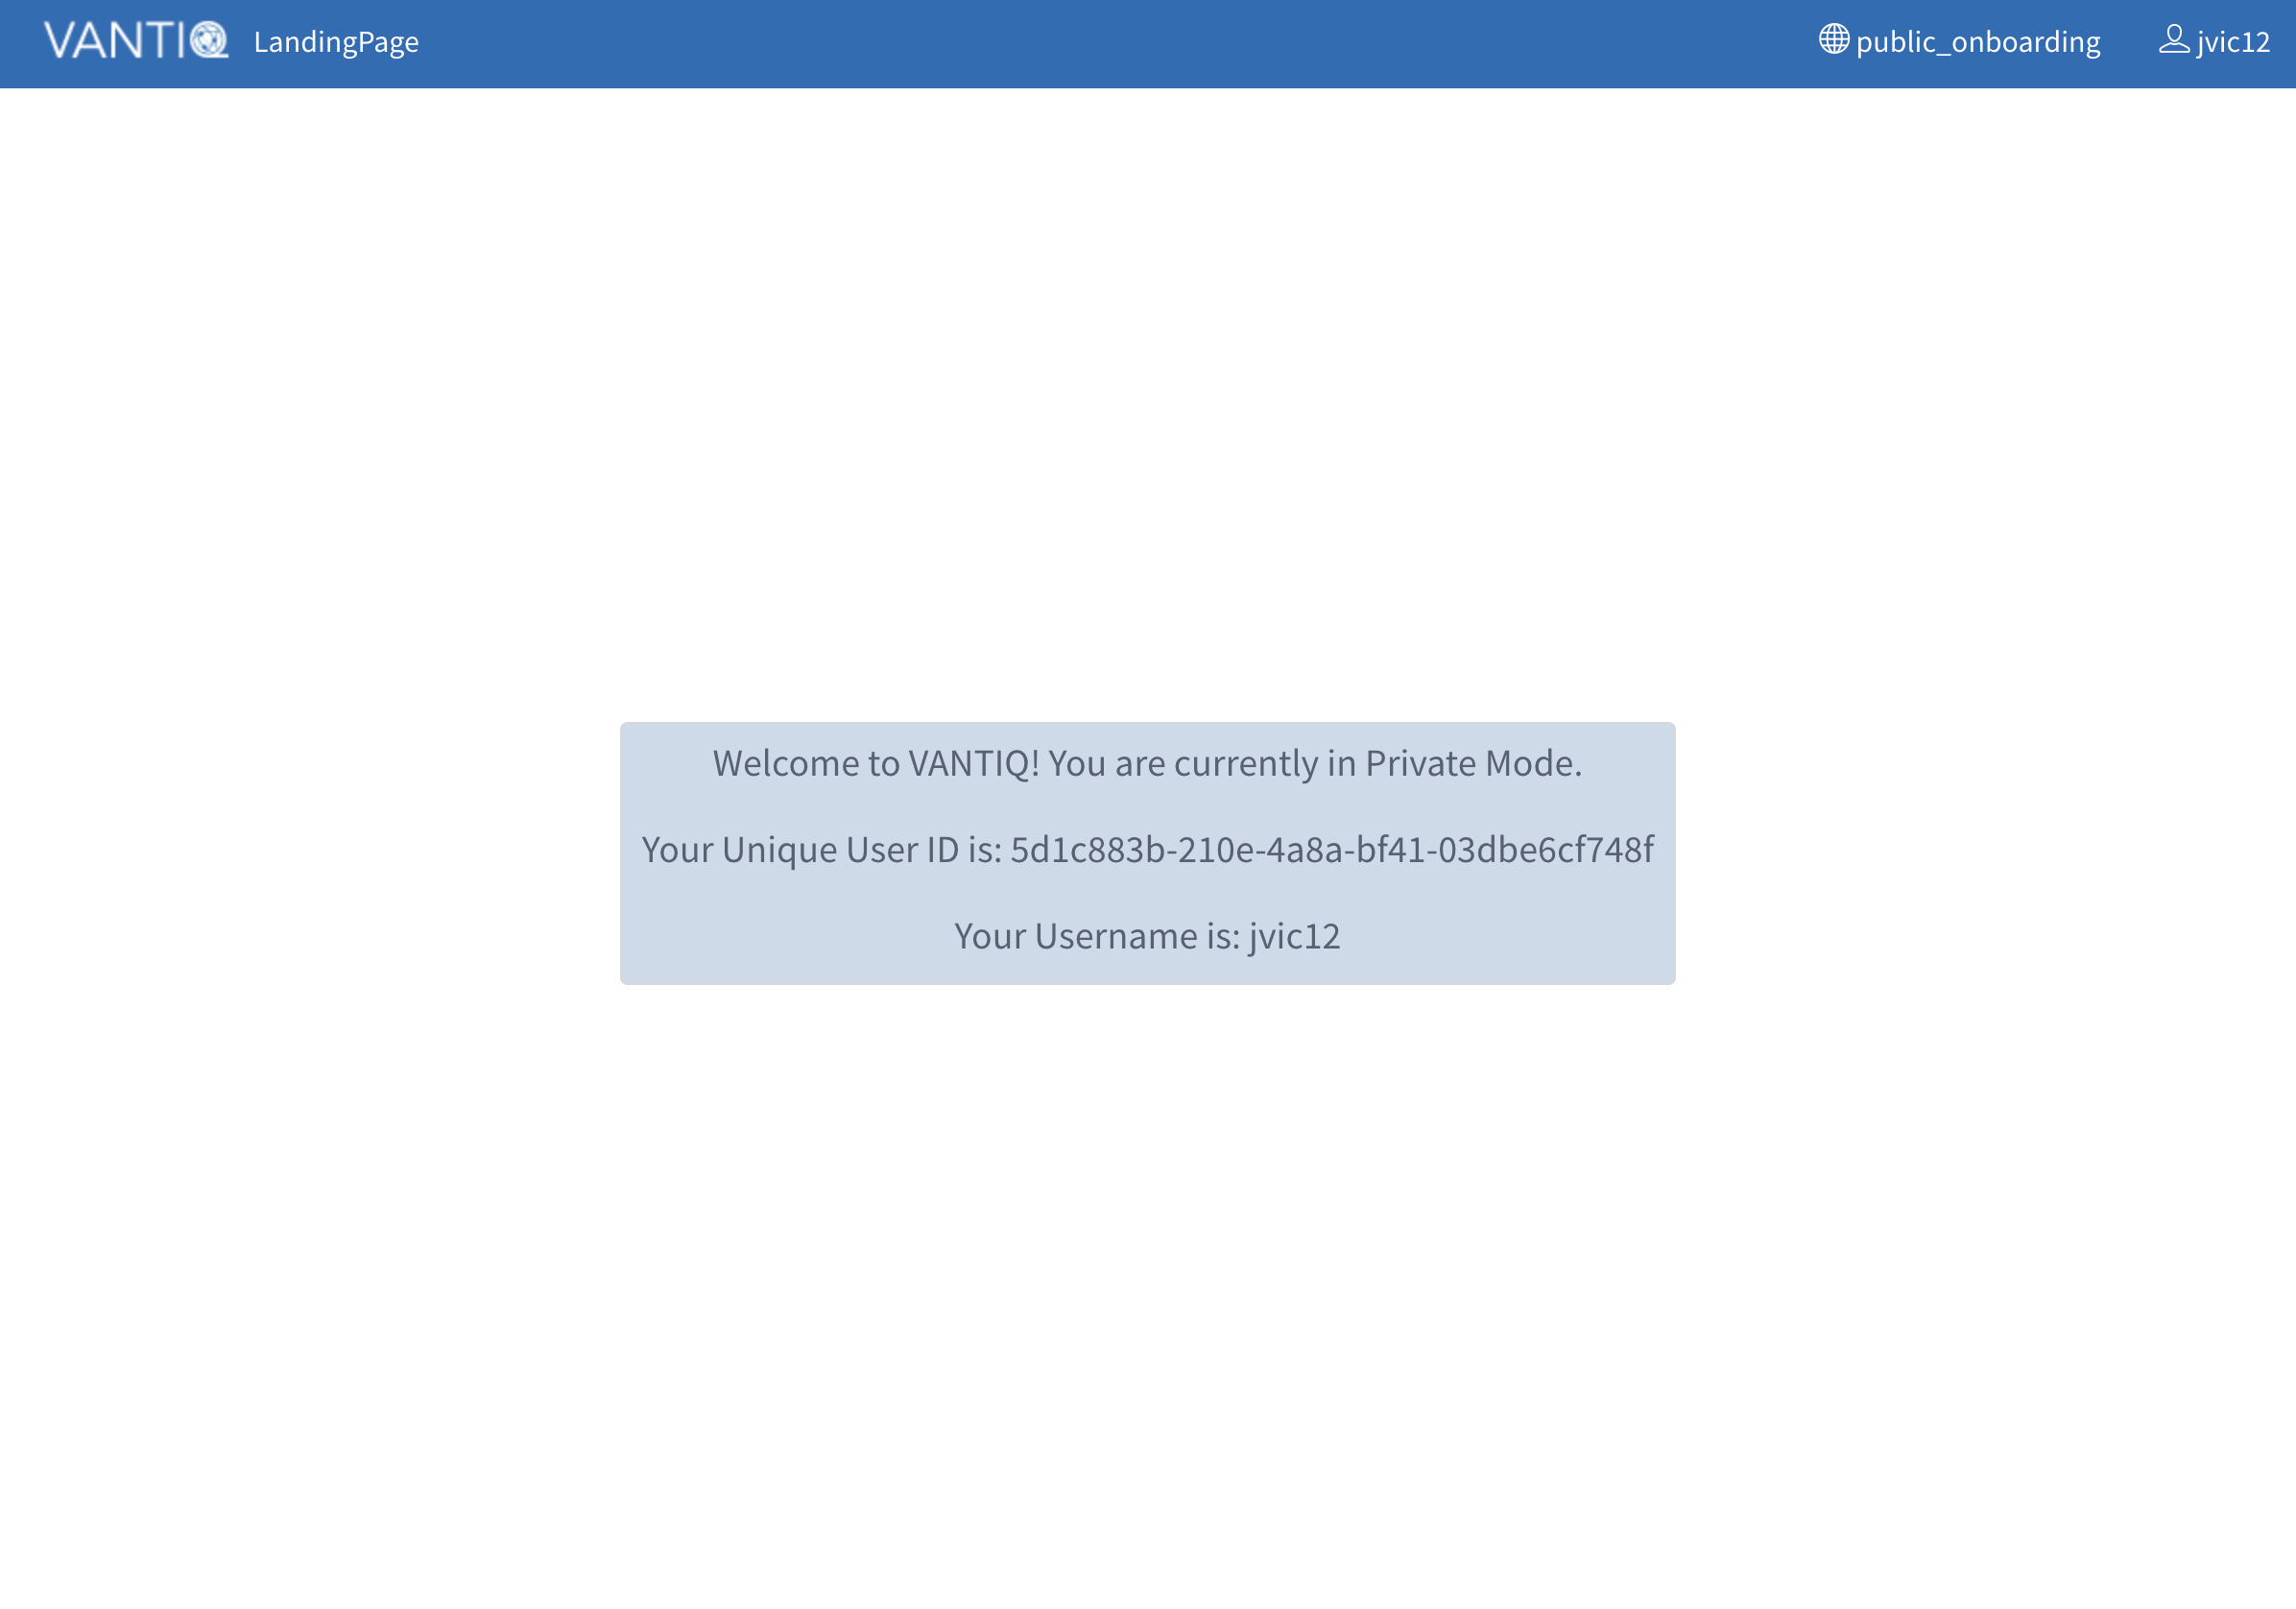 VANTIQ LandingPage public_onboarding jvic12
Welcome to VANTIQ! You are currently in Private Mode.
Your Unique User ID is: 5d1c883b-210e-4a8a-bf41-03dbe6cf748f
Your Username is: jvic12